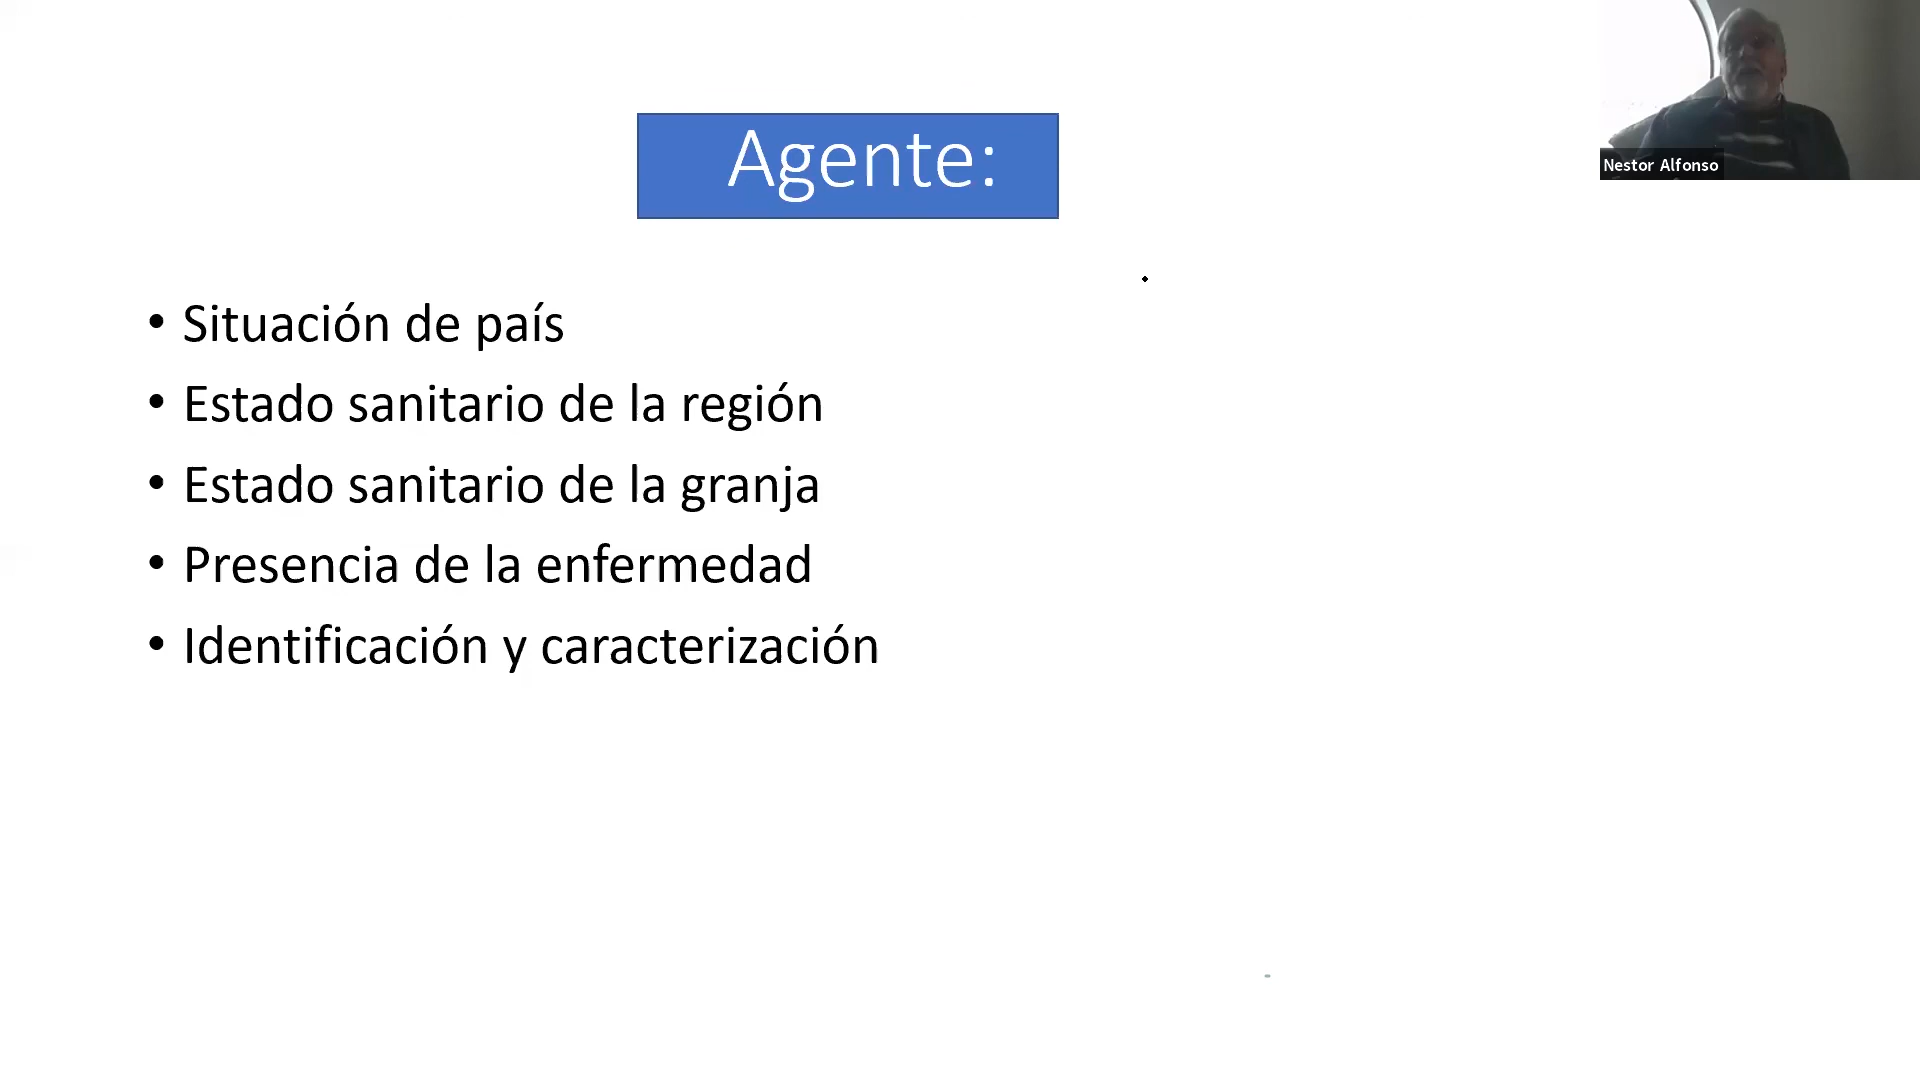 Agente:
Nestor Alfonso
• Situación de país
• Estado sanitario de la región
• Estado sanitario de la granja
• Presencia de la enfermedad
• Identificación y caracterización